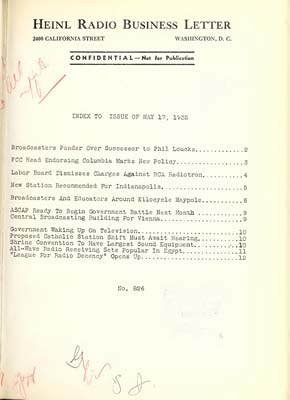 HEINL RADIO BUSINESS LETTER
2400 CALIFORNIA STREET WASHINGTON, D. C.
CONFIDENTIAL—Not for Publication
INDEX TO ISSUE OF MAY 17, 1935
Broadcasters Ponder Over Successor to Phil Loucks............2
FCC Head Endorsing Columbia Marks New Policy............3
Labor Board Dismisses Charges Against RCA Radiotron............4
New Station Recommended For Indianapolis............5
Broadcasters And Educators Around Kilocycle Maypole............6
ASCAP Ready To Begin Government Battle Next Month............9
Central Broadcasting Building For Vienna............9
Government Waking Up On Television............10
Proposed Catholic Station Shift Must Await Hearing............10
Shrine Convention To Have Largest Sound Equipment............10
All-Wave Radio Receiving Sets Popular In Egypt............11
"League For Radio Decency" Opens Up............12
No. 826